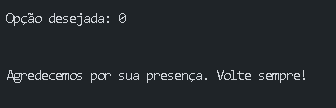 Opção desejada: 0
Agredecemos por sua presença. Volte sempre!